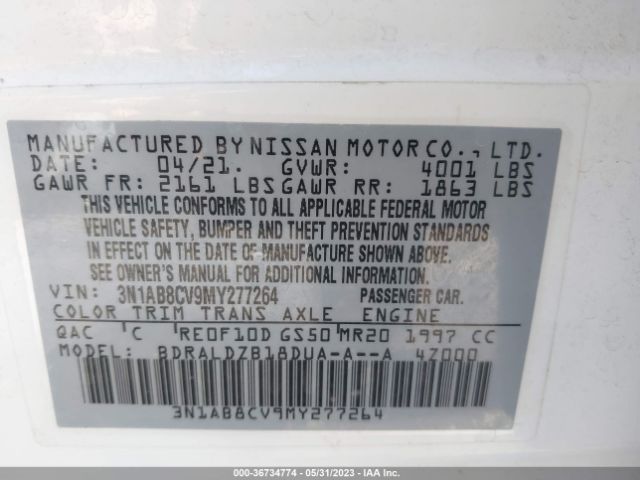 MANUFACTURED BY NISSAN MOTOR CO., LTD.
DATE: 04/21. GVWR: 4001 LBS
GAWR FR: 2161 LBS GAWR RR: 1863 LBS
THIS VEHICLE CONFORMS TO ALL APPLICABLE FEDERAL MOTOR
VEHICLE SAFETY, BUMPER AND THEFT PREVENTION STANDARDS
IN EFFECT ON THE DATE OF MANUFACTURE SHOWN ABOVE.
SEE OWNER'S MANUAL FOR ADDITIONAL INFORMATION.
VIN: 3N1AB8CV9MY277264 PASSENGER CAR.
COLOR TRIM TRANS AXLE ENGINE
QAC 'C RE0F10D GS50 MR20 1997 CC
MODEL: BDRALDZB18DUA-A--A 4Z000
3N1AB8CV9MY277264
000-36734774 - 05/31/2023 - IAA Inc.